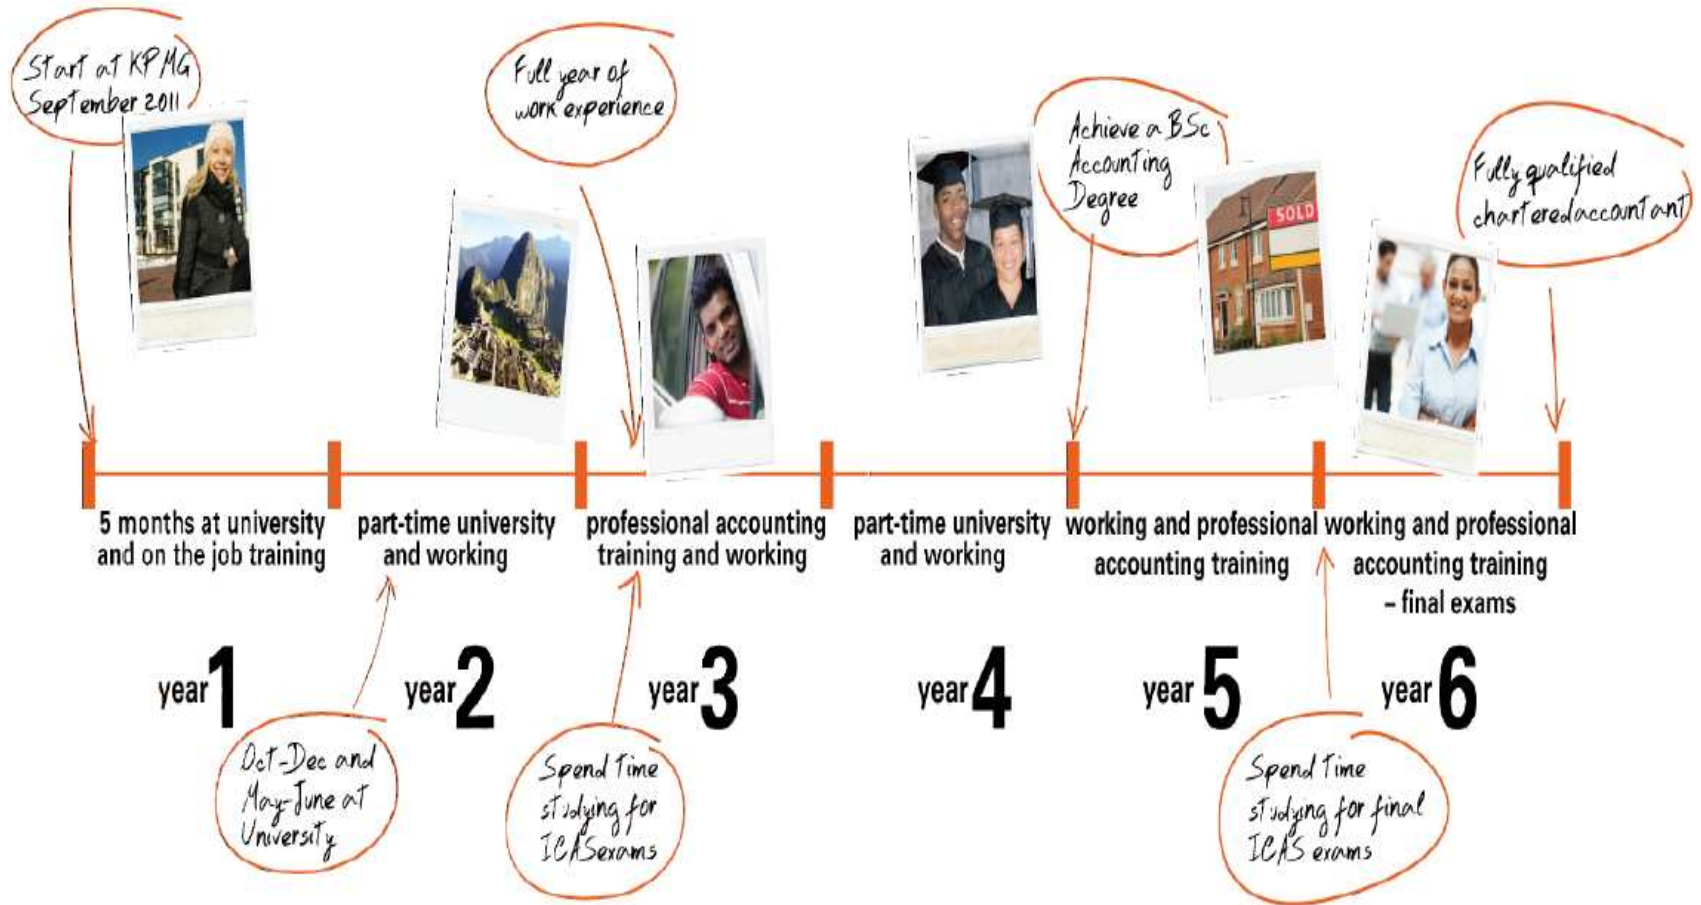 Start at KPMG
September 2011
Full year of
work experience
Achieve a BSc
Accounting
Degree
SOLD
Fully qualified
chartered accountant
5 months at university
and on the job training
part-time university
and working
professional accounting
training and working
part-time university
and working
working and professional
accounting training
working and professional
accounting training
– final exams
year 1
year 2
year 3
year 4
year 5
year 6
Oct-Dec and
May-June at
University
Spend time
studying for
ICAS exams
Spend time
studying for final
ICAS exams